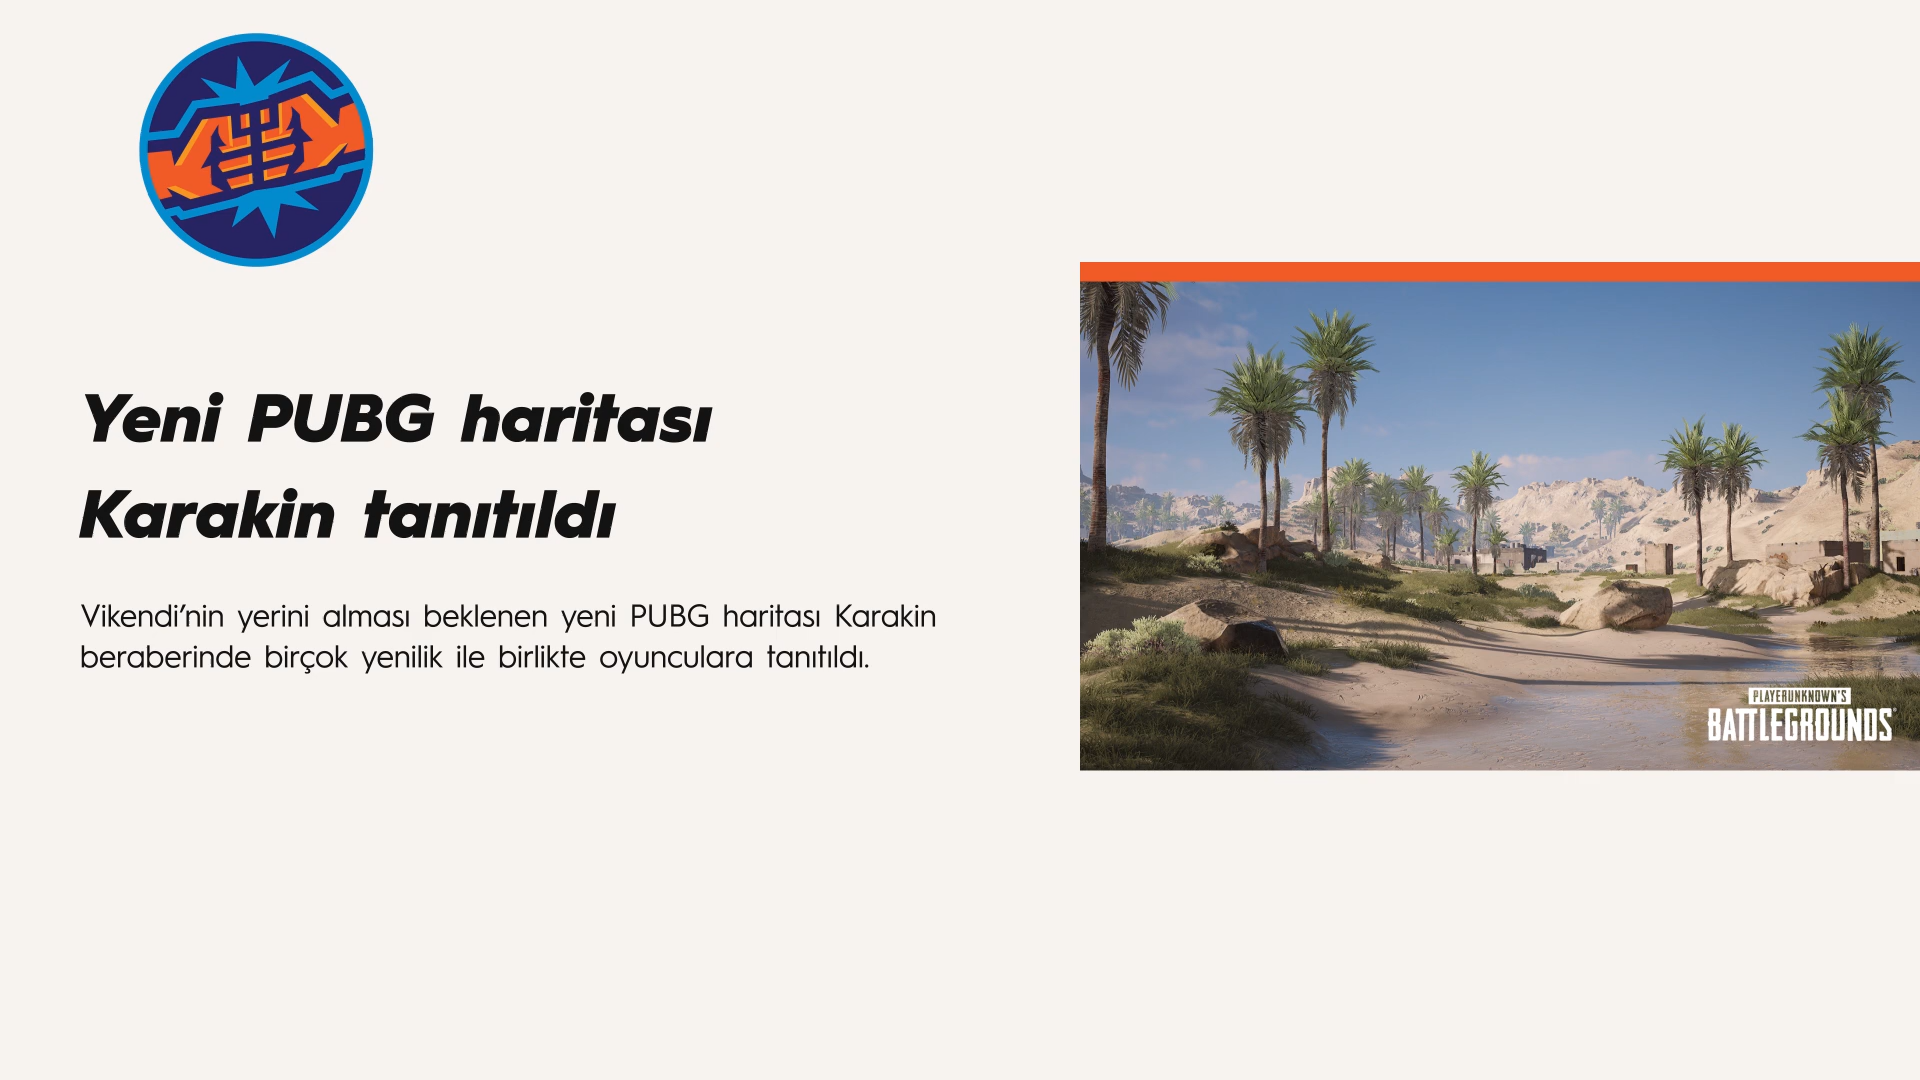 Yeni PUBG haritası
Karakin tanıtıldı
Vikendi’nin yerini alması beklenen yeni PUBG haritası Karakin
beraberinde birçok yenilik ile birlikte oyunculara tanıtıldı.
PLAYERUNKNOWN'S
BATTLEGROUNDS